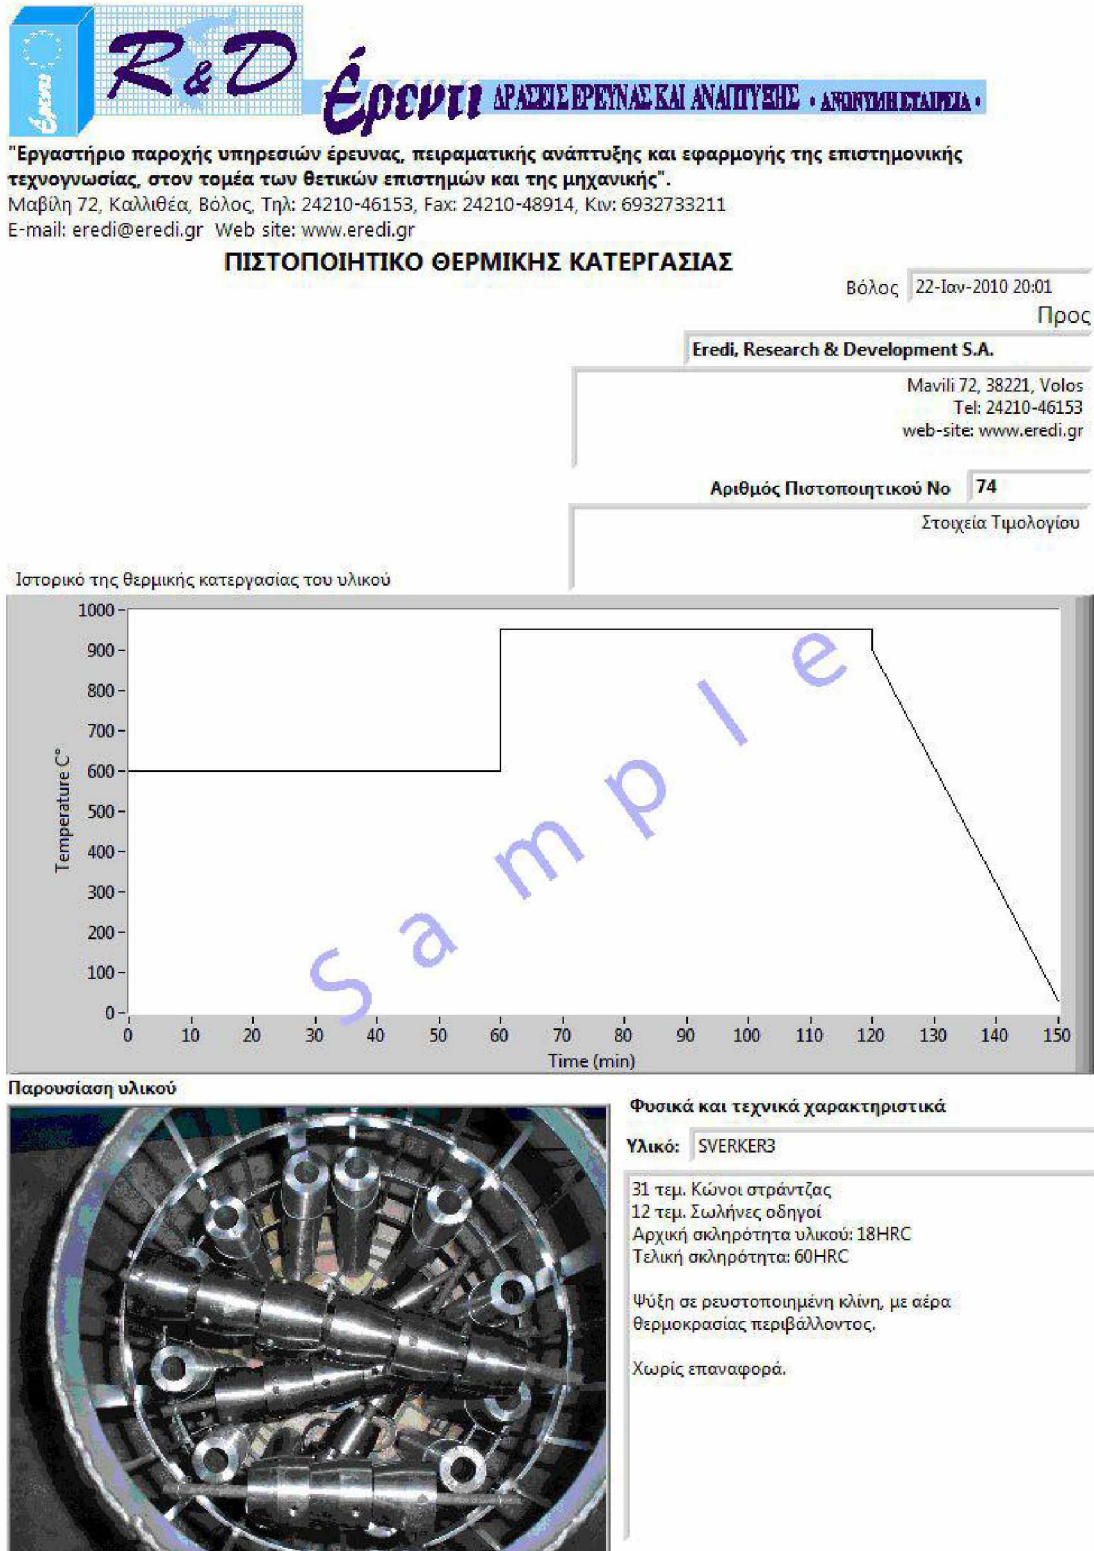 έρεντι
R&D
Έρεντι ΔΡΑΣΕΙΣ ΕΡΕΥΝΑΣ ΚΑΙ ΑΝΑΠΤΥΞΗΣ • ΑΝΩΝΥΜΗ ΕΤΑΙΡΕΙΑ •
"Εργαστήριο παροχής υπηρεσιών έρευνας, πειραματικής ανάπτυξης και εφαρμογής της επιστημονικής
τεχνογνωσίας, στον τομέα των θετικών επιστημών και της μηχανικής".
Μαβίλη 72, Καλλιθέα, Βόλος, Τηλ: 24210-46153, Fax: 24210-48914, Κιν: 6932733211
E-mail: eredi@eredi.gr Web site: www.eredi.gr
ΠΙΣΤΟΠΟΙΗΤΙΚΟ ΘΕΡΜΙΚΗΣ ΚΑΤΕΡΓΑΣΙΑΣ
Βόλος 22-Ιαν-2010 20:01
Προς
Eredi, Research & Development S.A.
Mavili 72, 38221, Volos
Tel: 24210-46153
web-site: www.eredi.gr
Αριθμός Πιστοποιητικού Νο 74
Στοιχεία Τιμολογίου
Ιστορικό της θερμικής κατεργασίας του υλικού
1000
900
800
700
600
500
400
300
200
100
0
Temperature C°
Sample
0 10 20 30 40 50 60 70 80 90 100 110 120 130 140 150
Time (min)
Παρουσίαση υλικού
Φυσικά και τεχνικά χαρακτηριστικά
Υλικό: SVERKER3
31 τεμ. Κώνοι στράντζας
12 τεμ. Σωλήνες οδηγοί
Αρχική σκληρότητα υλικού: 18HRC
Τελική σκληρότητα: 60HRC
Ψύξη σε ρευστοποιημένη κλίνη, με αέρα
θερμοκρασίας περιβάλλοντος.
Χωρίς επαναφορά.